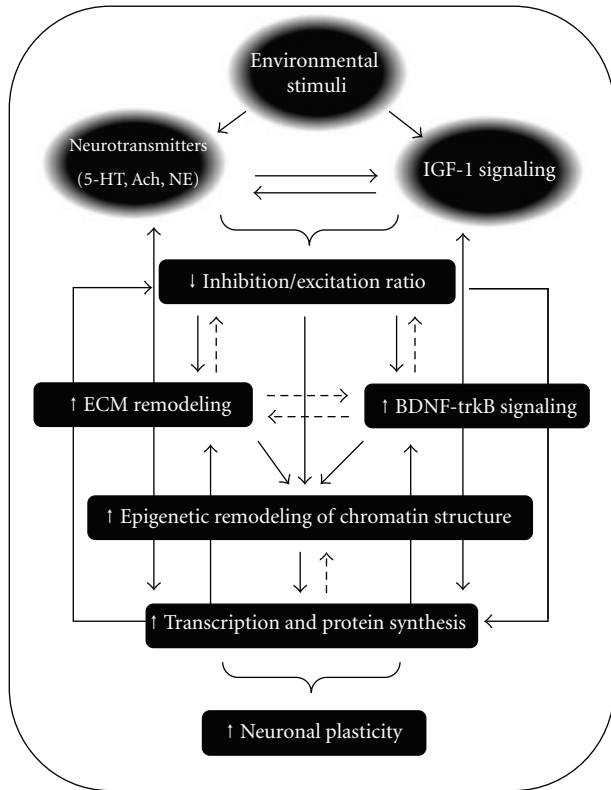 Environmental
stimuli
Neurotransmitters
(5-HT, Ach, NE)
IGF-1 signaling
↓ Inhibition/excitation ratio
↑ ECM remodeling
↑ BDNF-trkB signaling
↑ Epigenetic remodeling of chromatin structure
↑ Transcription and protein synthesis
↑ Neuronal plasticity